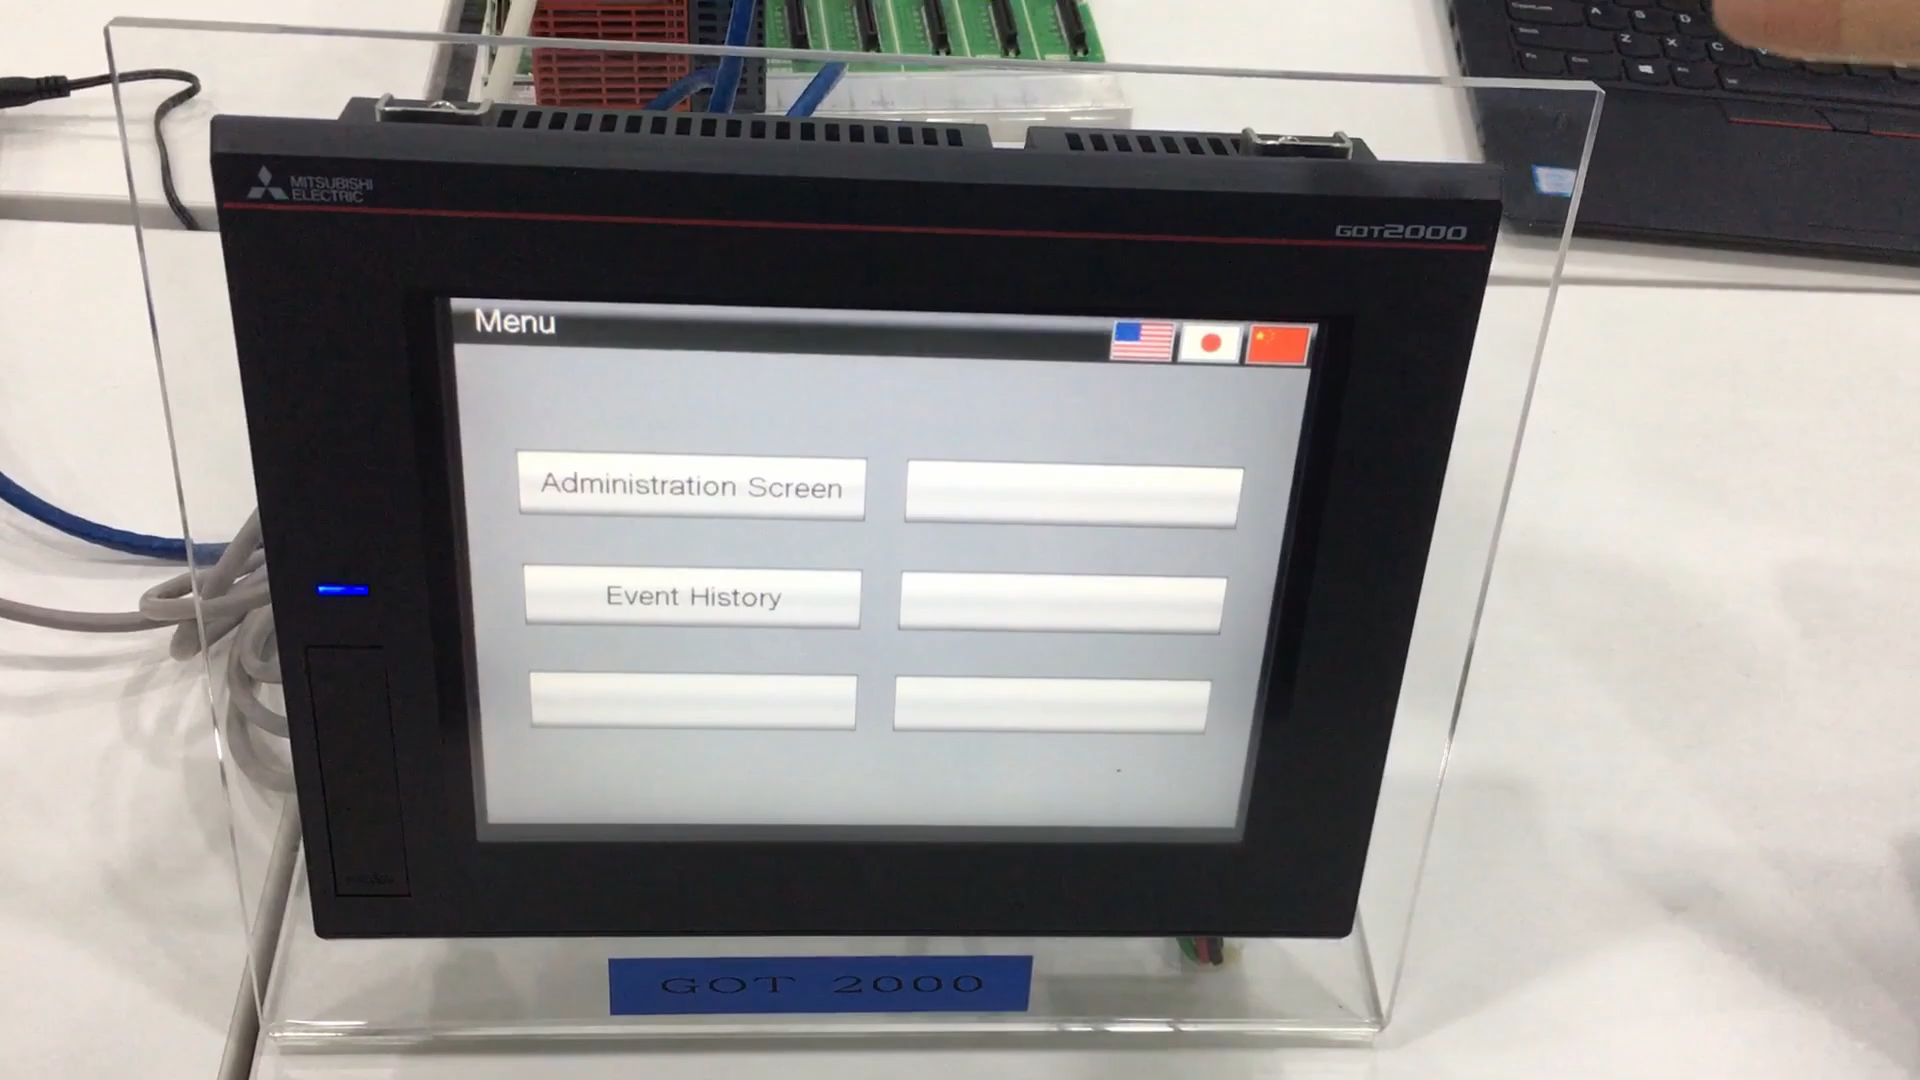 MITSUBISHI
ELECTRIC
GOT2000
Menu
Administration Screen
Event History
GOT 2000